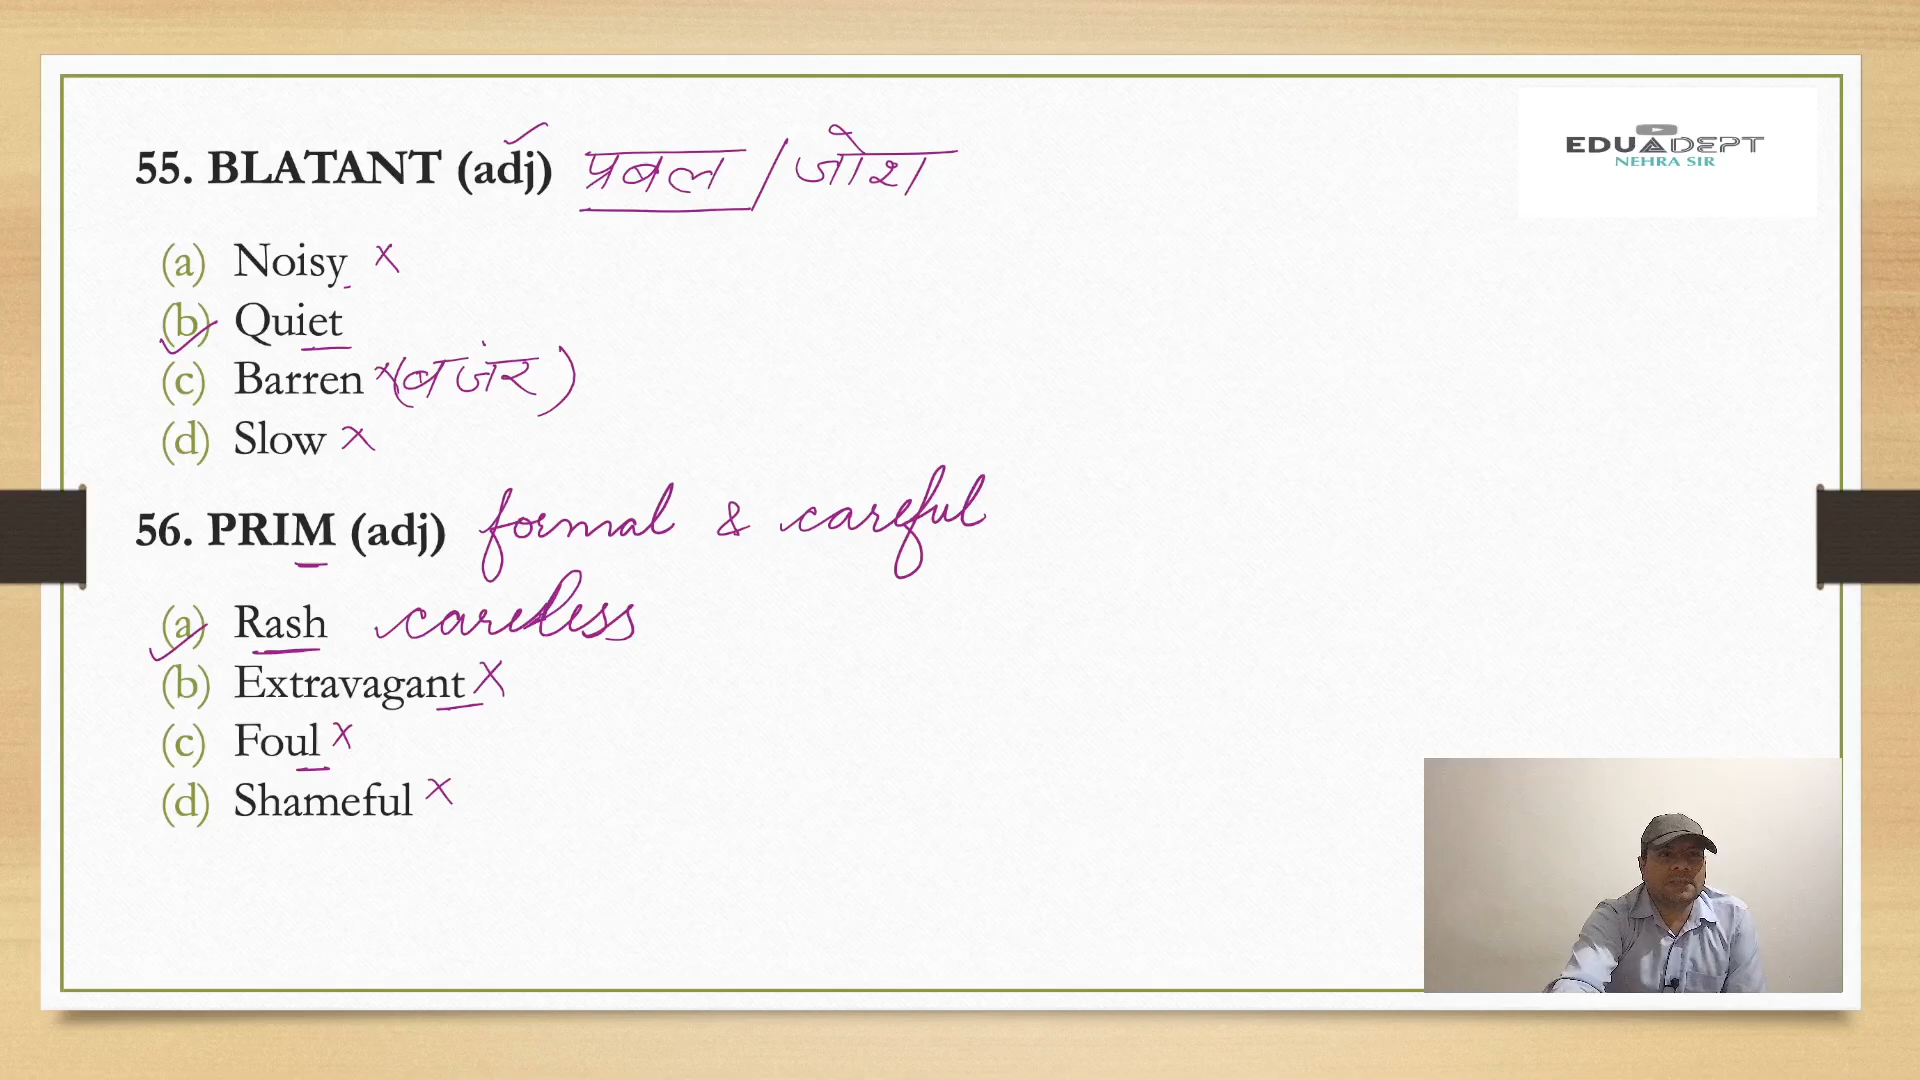 55. BLATANT (adj) प्रबल / जोश
EDUADEPT
NEHRA SIR
(a) Noisy x
(b) Quiet
(c) Barren x (बंजर)
(d) Slow x
56. PRIM (adj) formal & careful
(a) Rash careless
(b) Extravagant x
(c) Foul x
(d) Shameful x